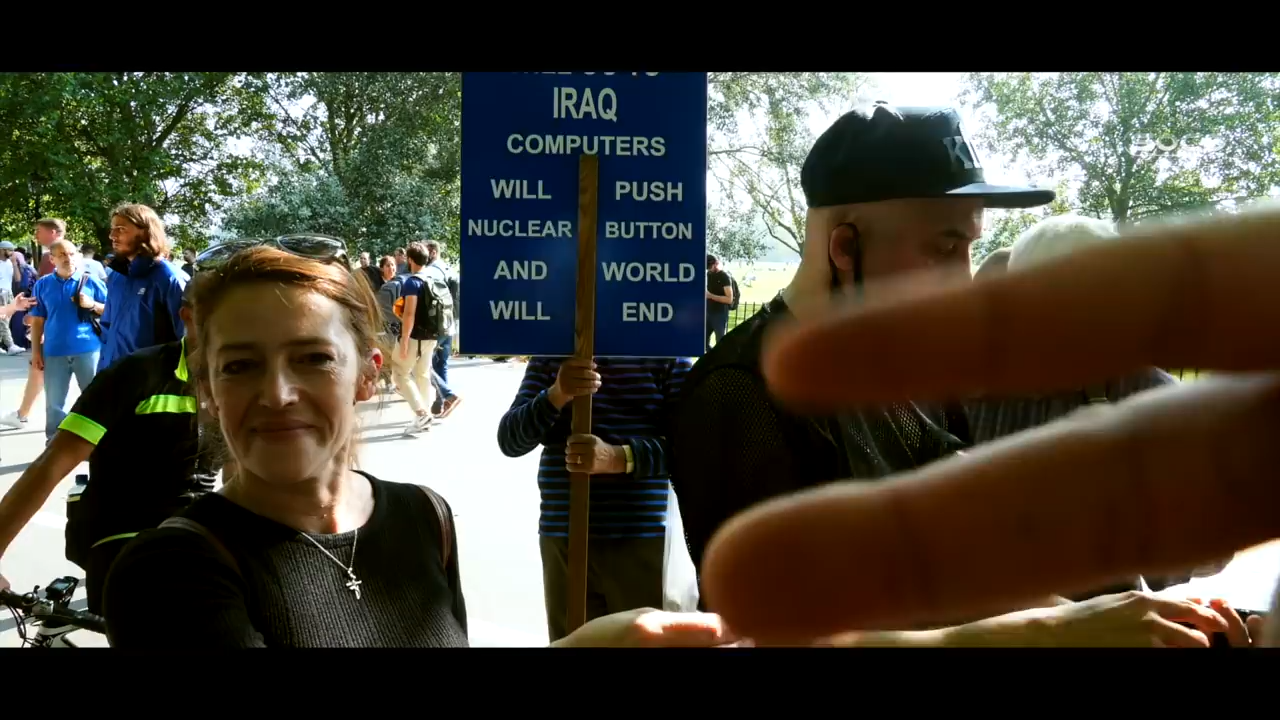 IRAQ
COMPUTERS
WILL PUSH
NUCLEAR BUTTON
AND WORLD
WILL END